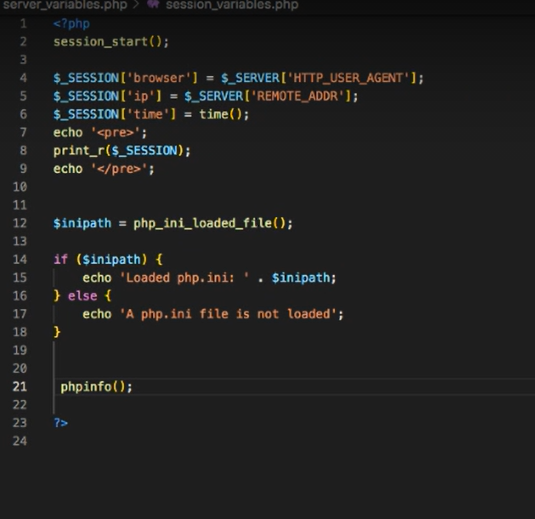 server_variables.php > session_variables.php
1 <?php
2 session_start();
3
4 $_SESSION['browser'] = $_SERVER['HTTP_USER_AGENT'];
5 $_SESSION['ip'] = $_SERVER['REMOTE_ADDR'];
6 $_SESSION['time'] = time();
7 echo '<pre>';
8 print_r($_SESSION);
9 echo '</pre>';
10
11
12 $inipath = php_ini_loaded_file();
13
14 if ($inipath) {
15     echo 'Loaded php.ini: ' . $inipath;
16 } else {
17     echo 'A php.ini file is not loaded';
18 }
19
20
21  phpinfo();
22
23 ?>
24